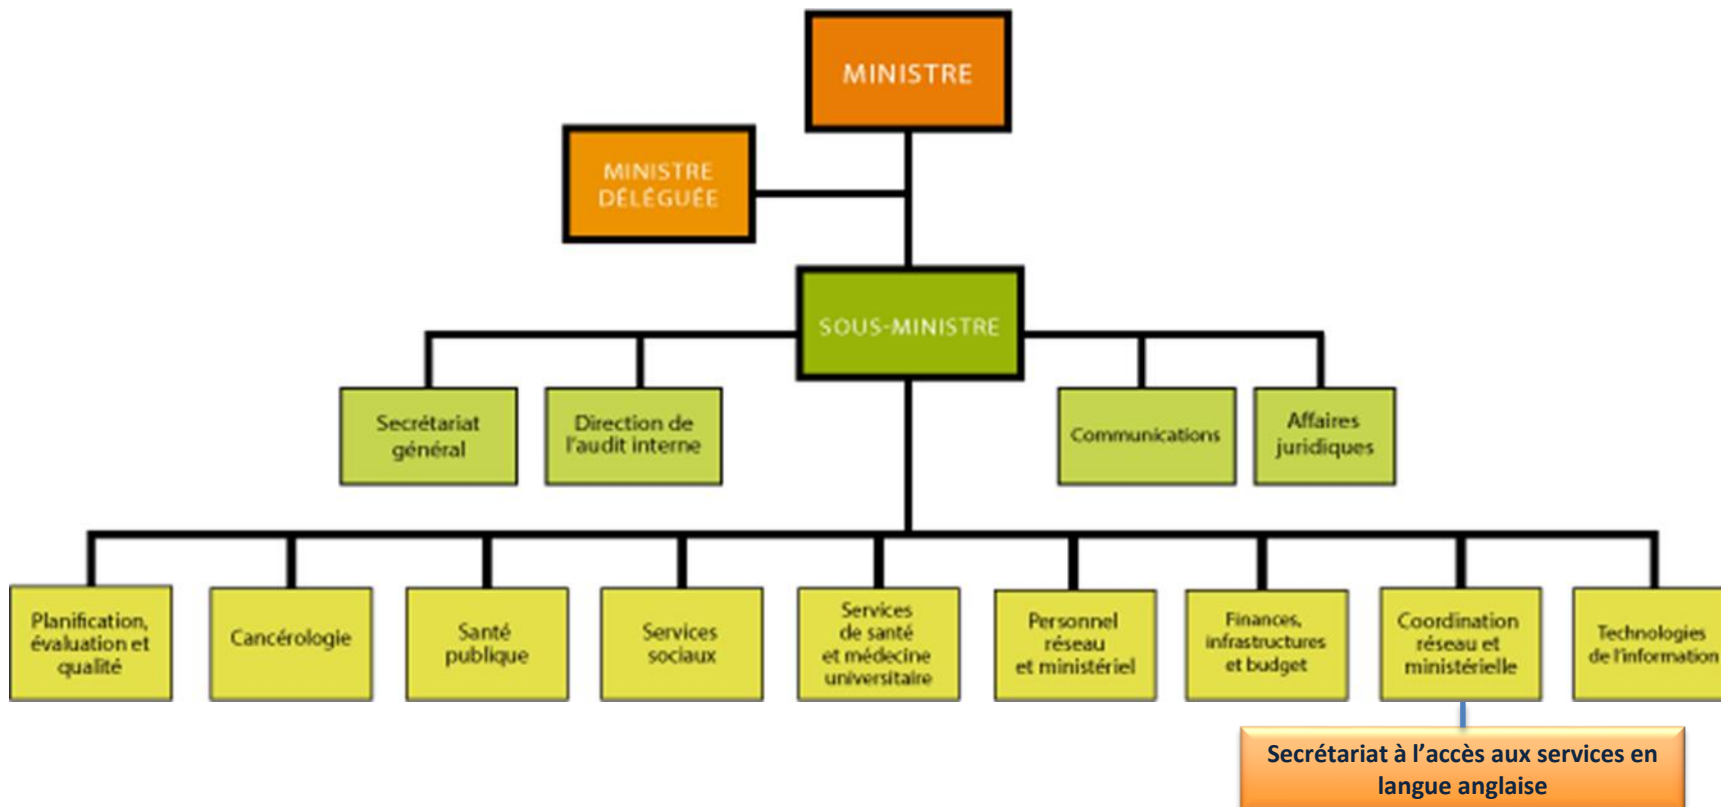 MINISTRE
MINISTRE
DÉLÉGUÉE
SOUS-MINISTRE
Secrétariat
général
Direction de
l'audit interne
Communications
Affaires
juridiques
Planification,
évaluation et
qualité
Cancérologie
Santé
publique
Services
sociaux
Services
de santé
et médecine
universitaire
Personnel
réseau
et ministériel
Finances,
infrastructures
et budget
Coordination
réseau et
ministérielle
Technologies
de l'information
Secrétariat à l’accès aux services en
langue anglaise